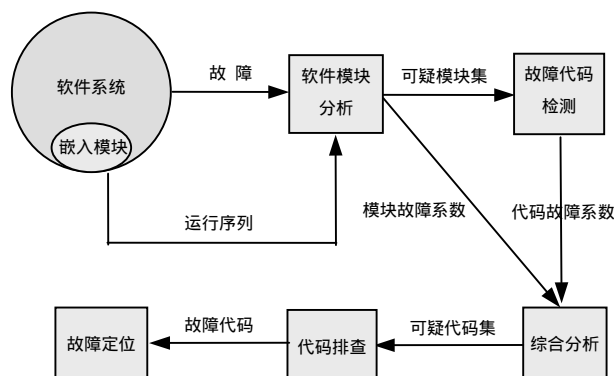 软件系统
嵌入模块
故 障
软件模块
分析
可疑模块集
故障代码
检测
运行序列
模块故障系数
代码故障系数
故障定位
故障代码
代码排查
可疑代码集
综合分析